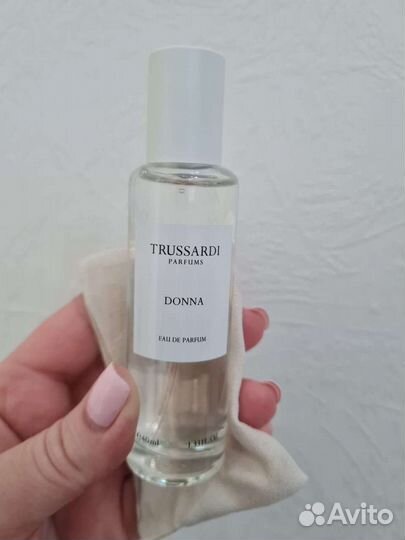 TRUSSARDI
PARFUMS
DONNA
EAU DE PARFUM
Avito